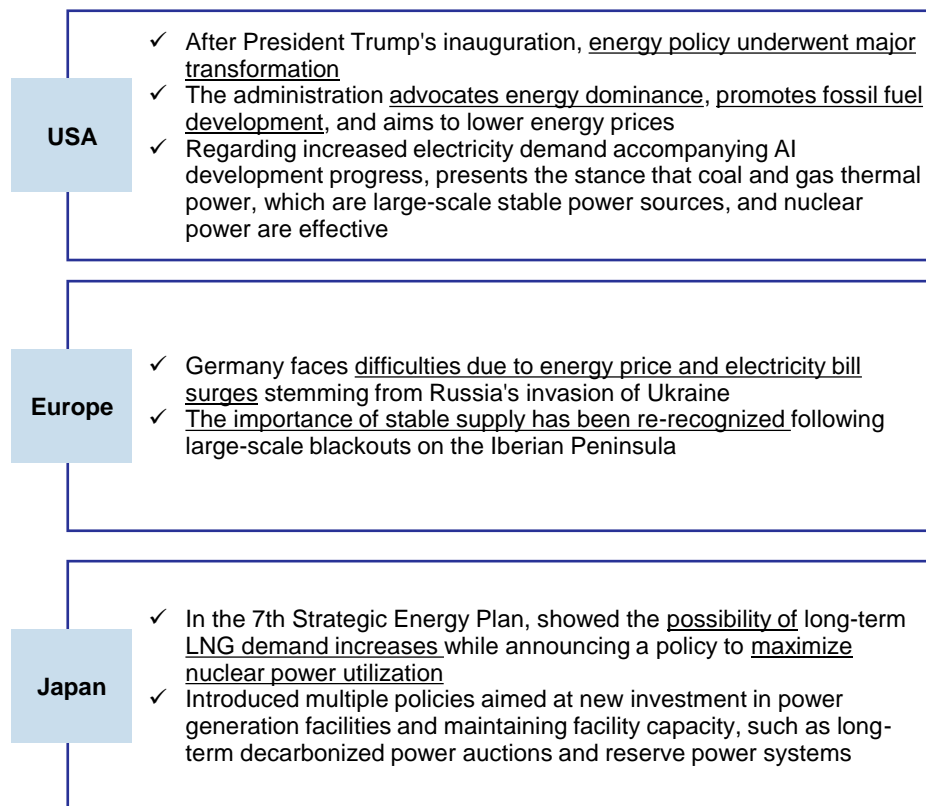 USA
✓ After President Trump's inauguration, energy policy underwent major
transformation
✓ The administration advocates energy dominance, promotes fossil fuel
development, and aims to lower energy prices
✓ Regarding increased electricity demand accompanying AI
development progress, presents the stance that coal and gas thermal
power, which are large-scale stable power sources, and nuclear
power are effective
Europe
✓ Germany faces difficulties due to energy price and electricity bill
surges stemming from Russia's invasion of Ukraine
✓ The importance of stable supply has been re-recognized following
large-scale blackouts on the Iberian Peninsula
Japan
✓ In the 7th Strategic Energy Plan, showed the possibility of long-term
LNG demand increases while announcing a policy to maximize
nuclear power utilization
✓ Introduced multiple policies aimed at new investment in power
generation facilities and maintaining facility capacity, such as long-
term decarbonized power auctions and reserve power systems